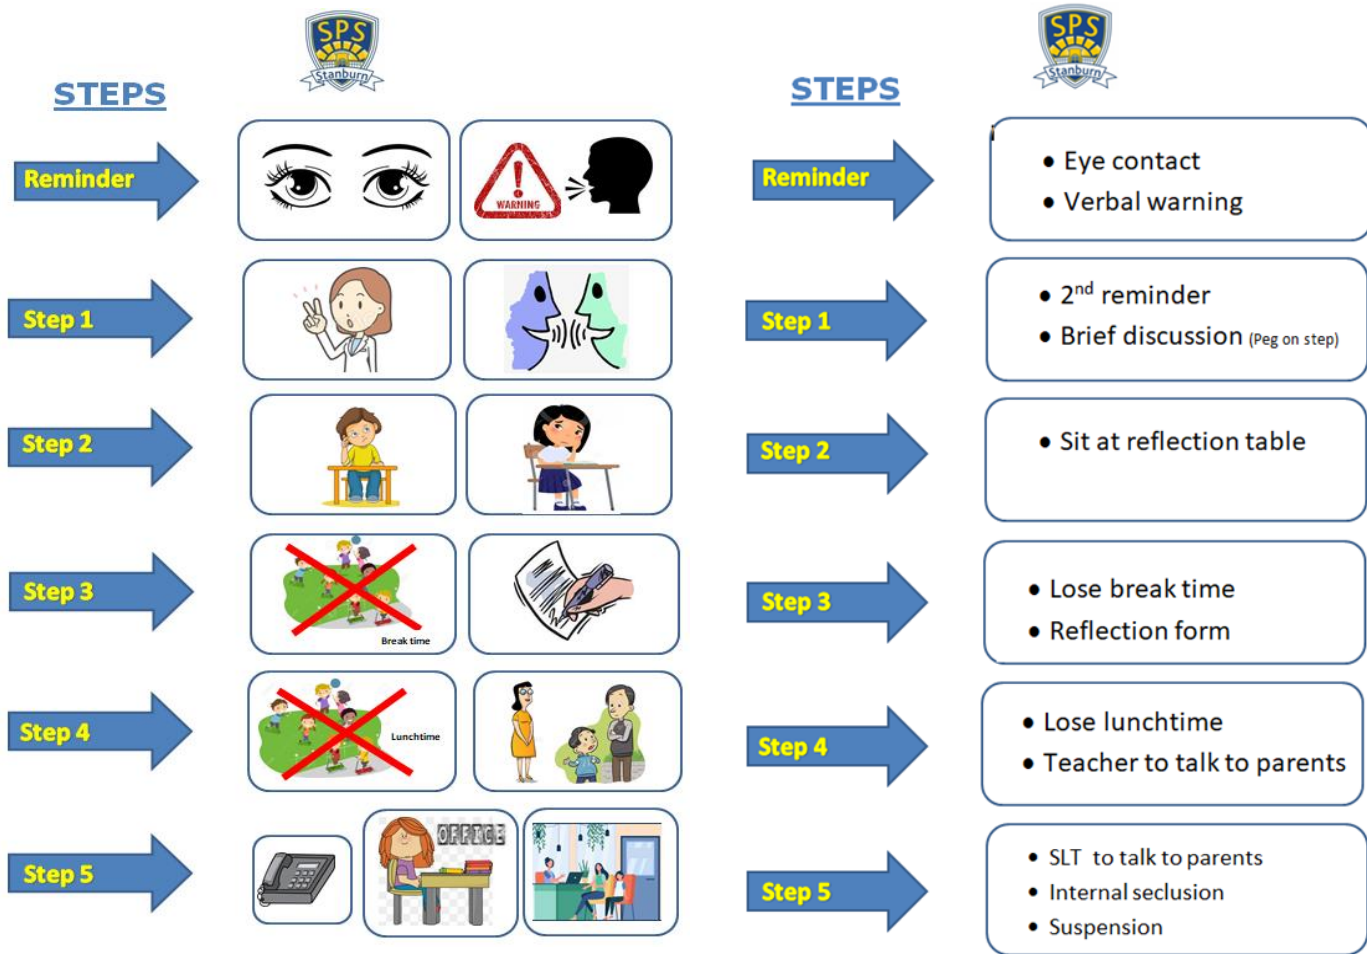 SPS
Stanburn
STEPS
Reminder
WARNING
Step 1
Step 2
Step 3
Break time
Step 4
Lunchtime
Step 5
OFFICE
SPS
Stanburn
STEPS
Reminder
• Eye contact
• Verbal warning
Step 1
• 2nd reminder
• Brief discussion (Peg on step)
Step 2
• Sit at reflection table
Step 3
• Lose break time
• Reflection form
Step 4
• Lose lunchtime
• Teacher to talk to parents
Step 5
• SLT to talk to parents
• Internal seclusion
• Suspension